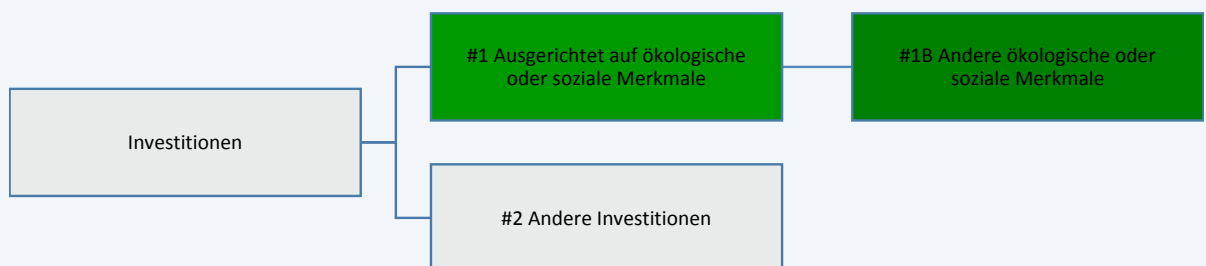 #1 Ausgerichtet auf ökologische
oder soziale Merkmale
#1B Andere ökologische oder
soziale Merkmale
Investitionen
#2 Andere Investitionen